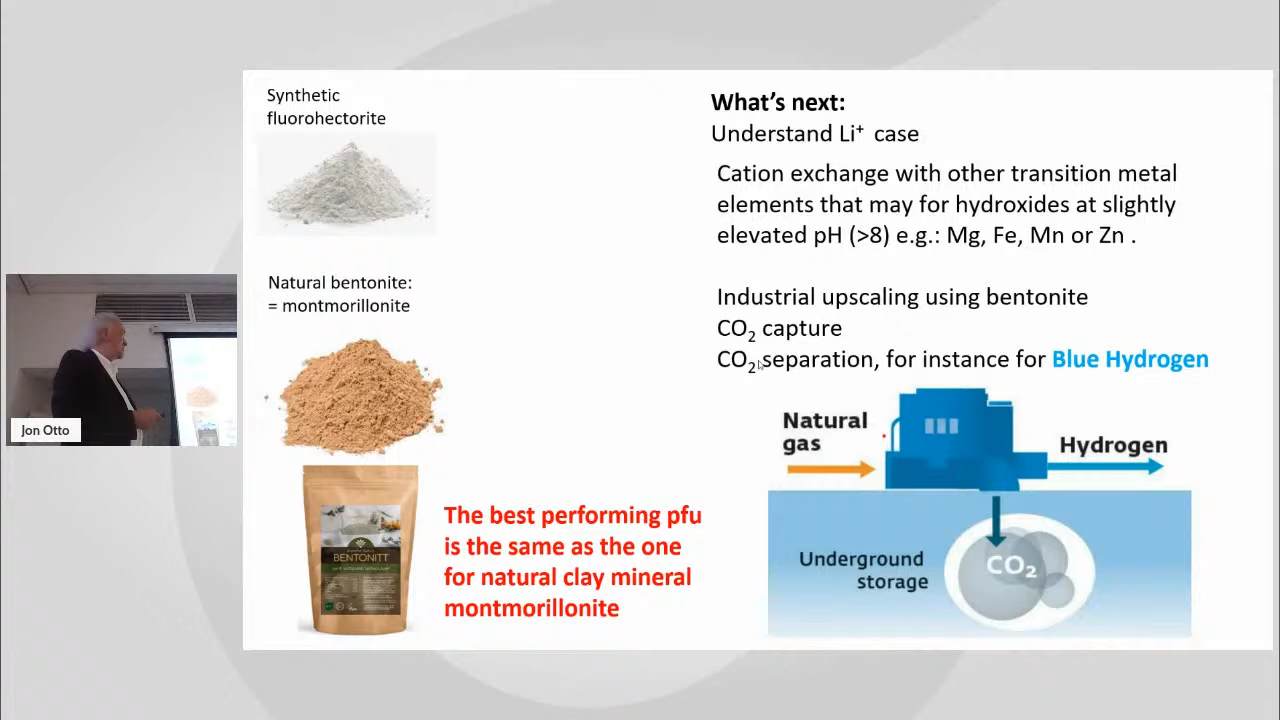 Synthetic
fluorohectorite
Natural bentonite:
= montmorillonite
BENTONITT
The best performing pfu
is the same as the one
for natural clay mineral
montmorillonite
What's next:
Understand Li⁺ case
Cation exchange with other transition metal
elements that may for hydroxides at slightly
elevated pH (>8) e.g.: Mg, Fe, Mn or Zn .
Industrial upscaling using bentonite
CO₂ capture
CO₂ separation, for instance for Blue Hydrogen
Natural
gas
Hydrogen
Underground
storage
CO₂
Jon Otto